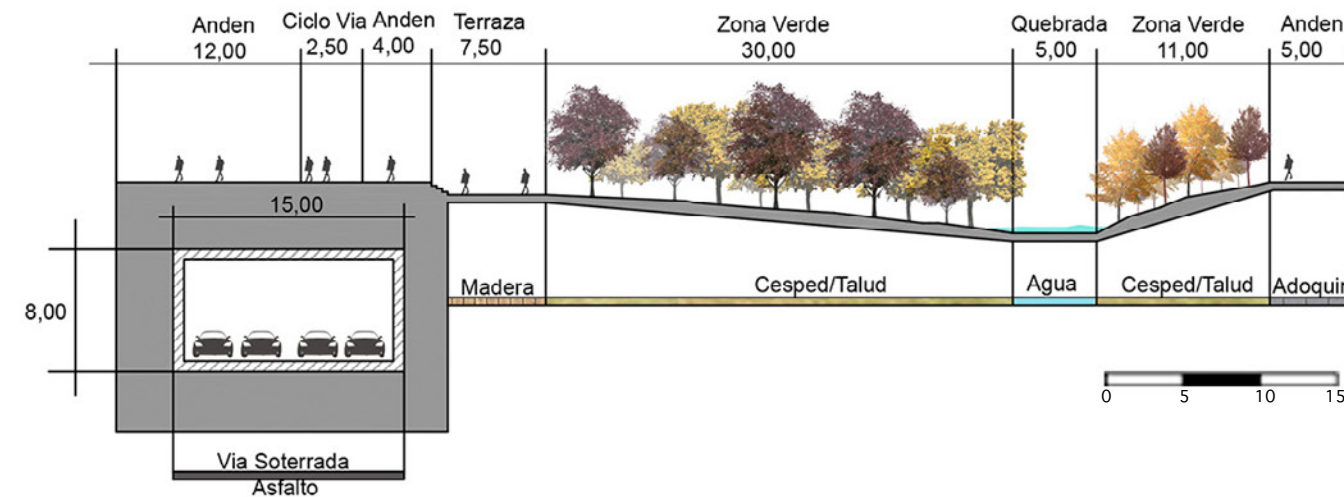 Anden Ciclo Via Anden Terraza Zona Verde Quebrada Zona Verde Anden
12,00 2,50 4,00 7,50 30,00 5,00 11,00 5,00
15,00
8,00
Madera Cesped/Talud Agua Cesped/Talud Adoquin
0 5 10 15
Via Soterrada
Asfalto